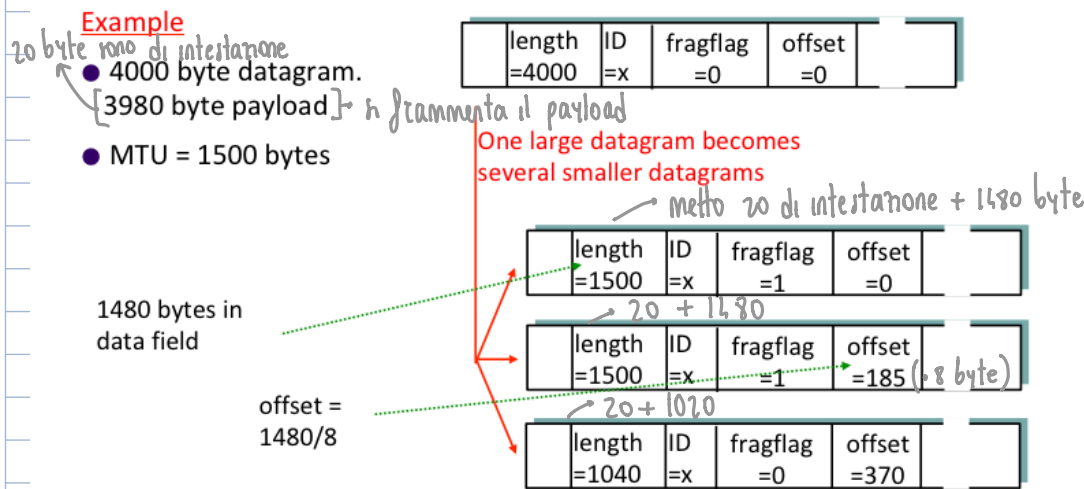 Example
20 byte sono di intestazione
● 4000 byte datagram.
[3980 byte payload] → si frammenta il payload
● MTU = 1500 bytes
length =4000 ID =x fragflag =0 offset =0
One large datagram becomes
several smaller datagrams
metto 20 di intestazione + 1480 byte
length =1500 ID =x fragflag =1 offset =0
1480 bytes in
data field
20 + 1480
length =1500 ID =x fragflag =1 offset =185 (·8 byte)
offset =
1480/8
20 + 1020
length =1040 ID =x fragflag =0 offset =370